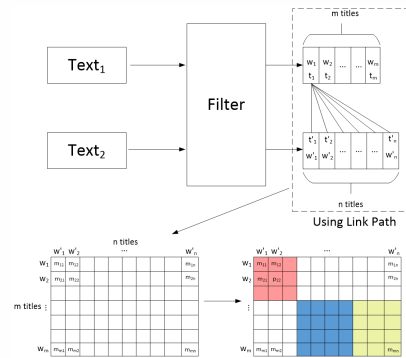 m titles
Text1
Filter
w1 w2 ... ... wm
t1 t2 tm
Text2
t'1 t'2 t'n
w'1 w'2 ... ... ... w'n
n titles
Using Link Path
n titles
w'1 w'2 ... w'n
w1 m11 m12 m1n
w2 m21 m22 m2n
m titles ⋮
wm mm1 mm2 mmn
w'1 w'2 ... w'n
w1 m11 m12 m1n
w2 m21 m2n
⋮
wm mm1 mm2 mmn